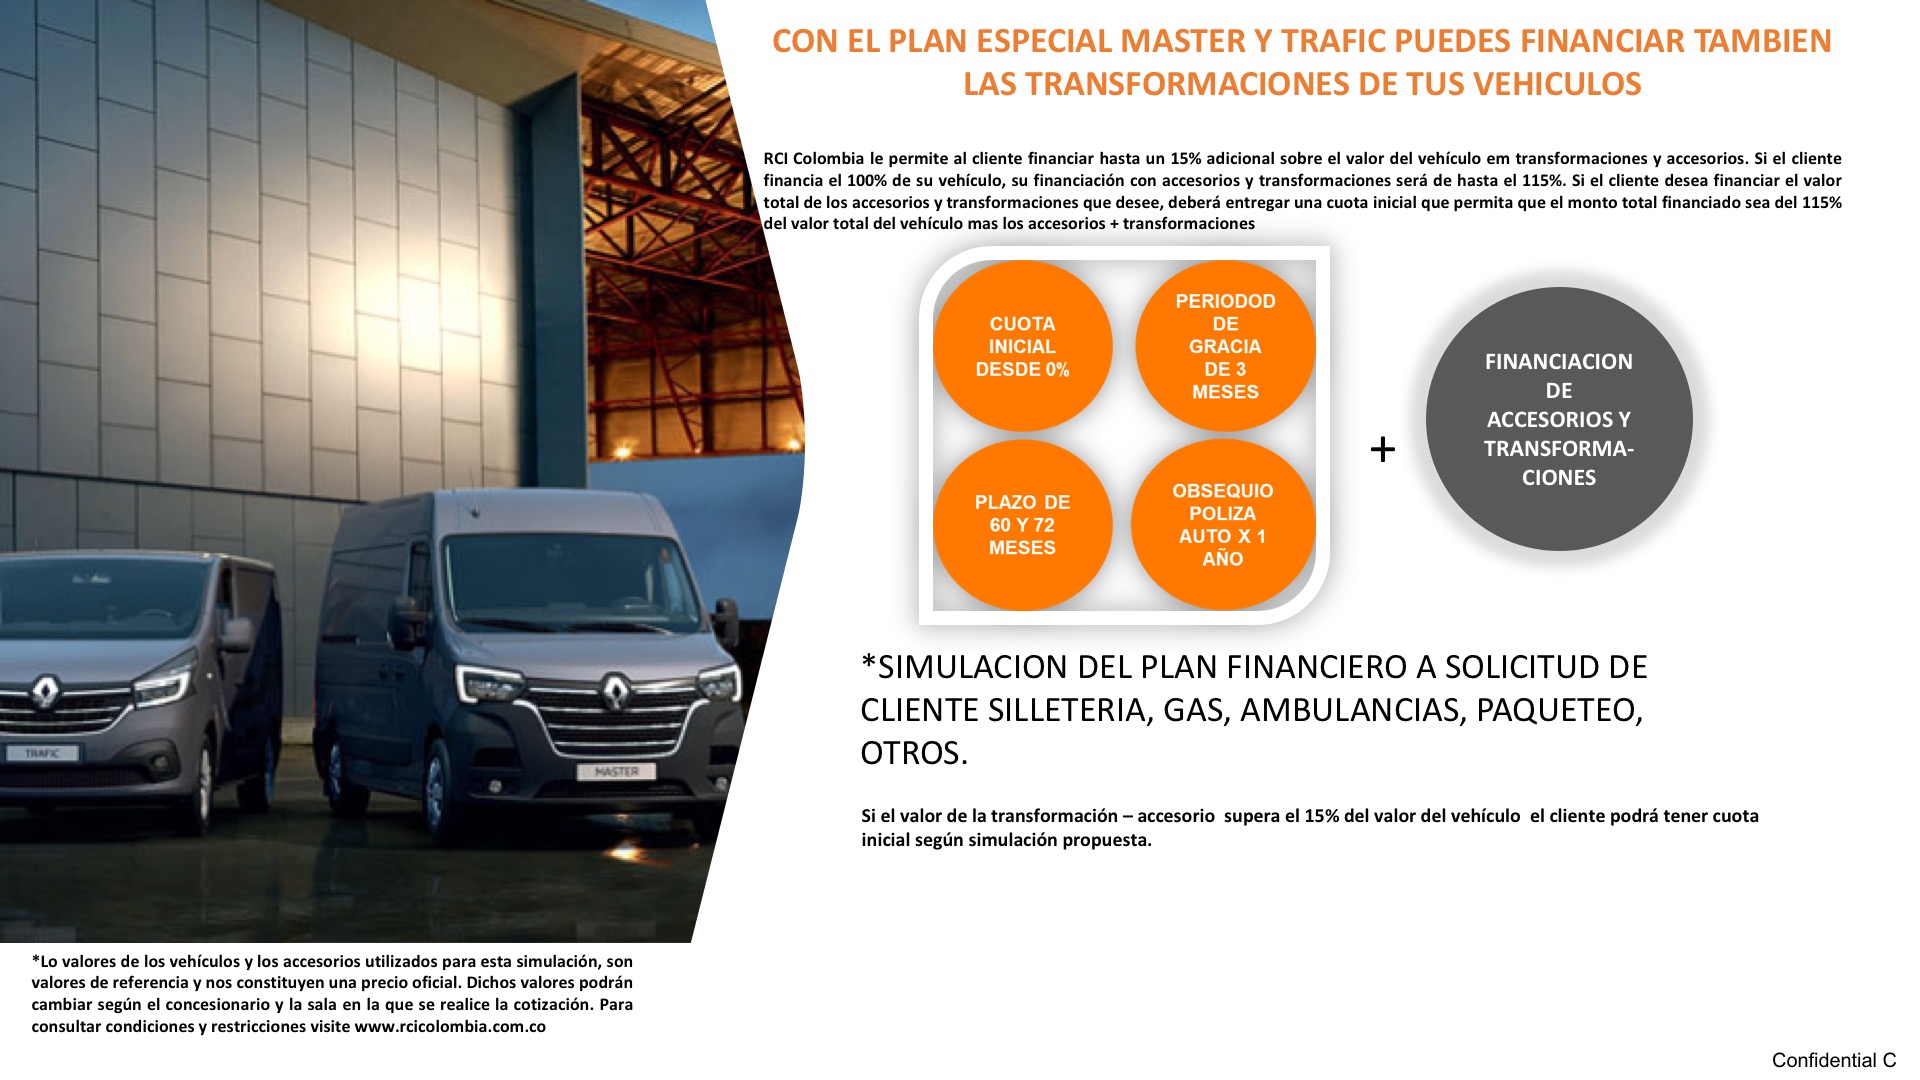 CON EL PLAN ESPECIAL MASTER Y TRAFIC PUEDES FINANCIAR TAMBIEN
LAS TRANSFORMACIONES DE TUS VEHICULOS
RCI Colombia le permite al cliente financiar hasta un 15% adicional sobre el valor del vehículo em transformaciones y accesorios. Si el cliente
financia el 100% de su vehículo, su financiación con accesorios y transformaciones será de hasta el 115%. Si el cliente desea financiar el valor
total de los accesorios y transformaciones que desee, deberá entregar una cuota inicial que permita que el monto total financiado sea del 115%
del valor total del vehículo mas los accesorios + transformaciones
CUOTA
INICIAL
DESDE 0%
PERIODOD
DE
GRACIA
DE 3
MESES
PLAZO DE
60 Y 72
MESES
OBSEQUIO
POLIZA
AUTO X 1
AÑO
+
FINANCIACION
DE
ACCESORIOS Y
TRANSFORMA-
CIONES
*SIMULACION DEL PLAN FINANCIERO A SOLICITUD DE
CLIENTE SILLETERIA, GAS, AMBULANCIAS, PAQUETEO,
OTROS.
Si el valor de la transformación – accesorio supera el 15% del valor del vehículo el cliente podrá tener cuota
inicial según simulación propuesta.
TRAFIC
MASTER
*Lo valores de los vehículos y los accesorios utilizados para esta simulación, son
valores de referencia y nos constituyen una precio oficial. Dichos valores podrán
cambiar según el concesionario y la sala en la que se realice la cotización. Para
consultar condiciones y restricciones visite www.rcicolombia.com.co
Confidential C